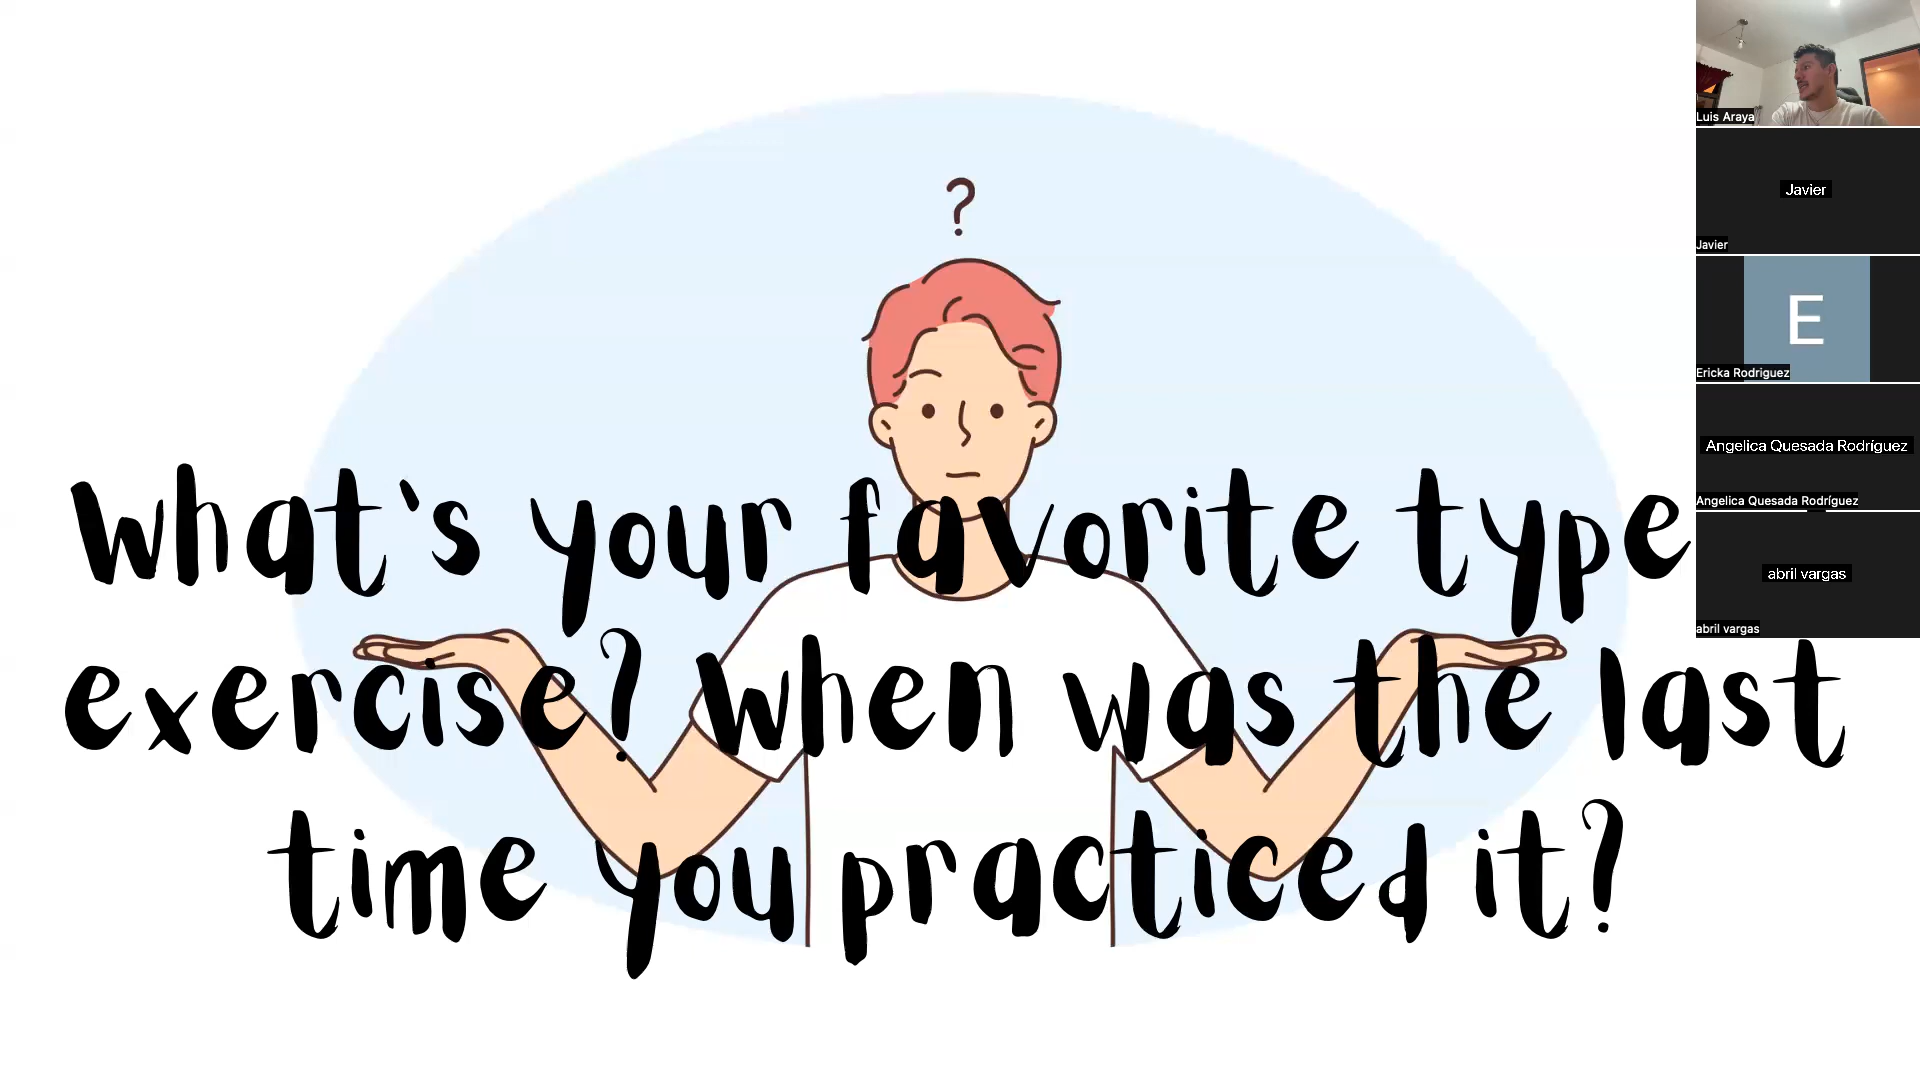 ?
What's your favorite type
exercise? When was the last
time you practiced it?
Luis Araya
Javier
Javier
E
Ericka Rodriguez
Angelica Quesada Rodríguez
Angelica Quesada Rodríguez
abril vargas
abril vargas